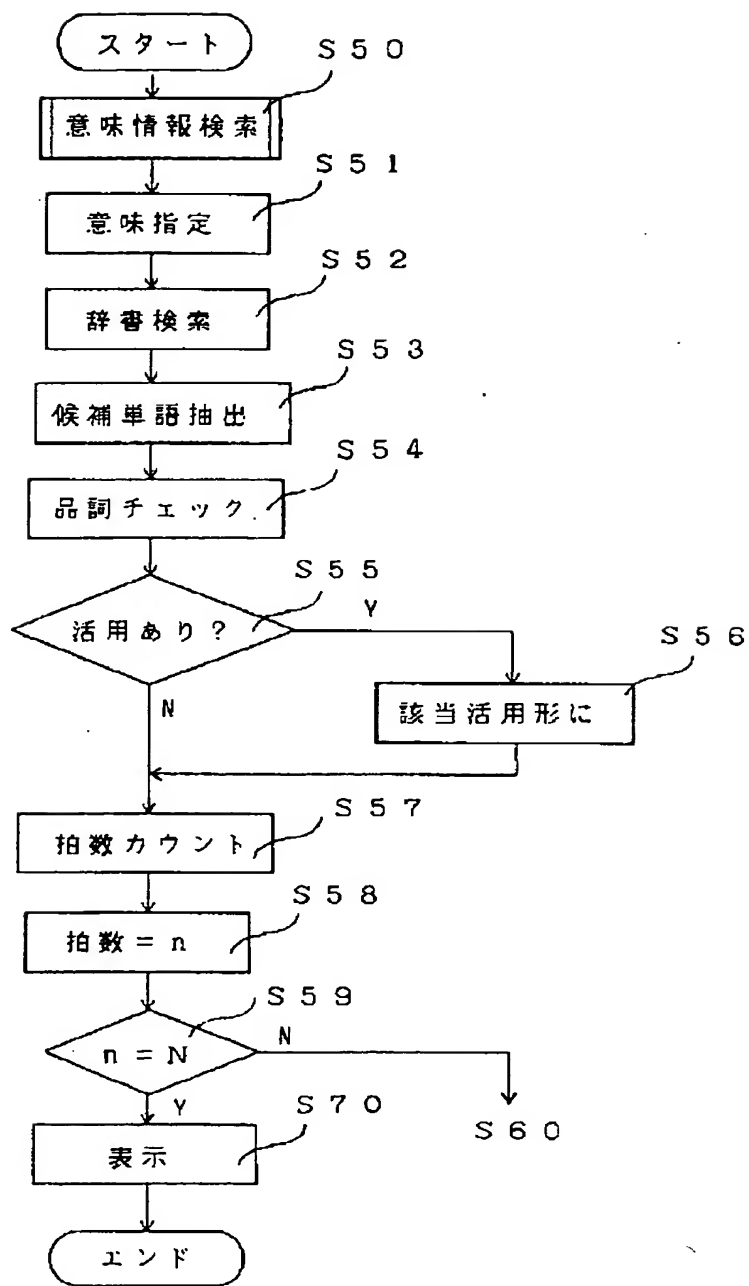 スタート
S50
意味情報検索
S51
意味指定
S52
辞書検索
S53
候補単語抽出
S54
品詞チェック
S55
活用あり?
Y
S56
N
該当活用形に
S57
拍数カウント
S58
拍数=n
S59
n=N
N
Y
S70
S60
表示
エンド